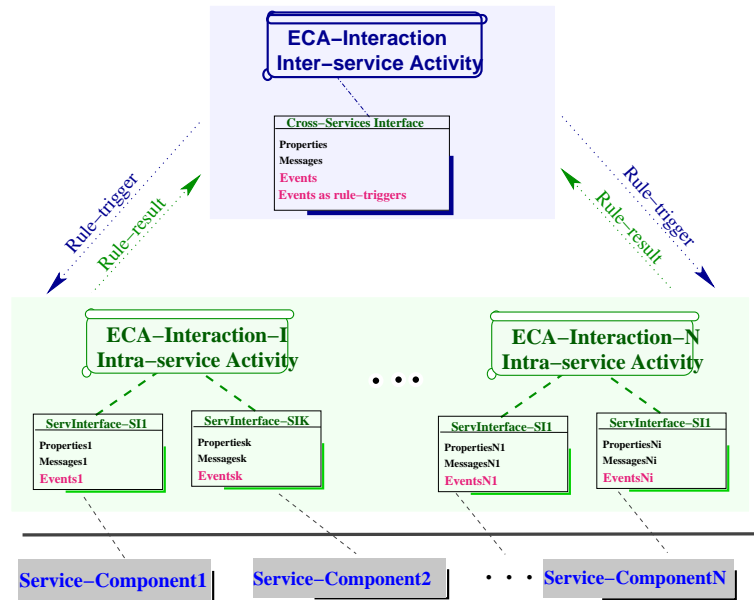 ECA−Interaction
Inter−service Activity
Cross−Services Interface
Properties
Messages
Events
Events as rule−triggers
Rule−trigger
Rule−result
Rule−trigger
Rule−result
ECA−Interaction−I
Intra−service Activity
ECA−Interaction−N
Intra−service Activity
• • •
ServInterface−SI1
Properties1
Messages1
Events1
ServInterface−SIK
Propertiesk
Messagesk
Eventsk
ServInterface−SI1
PropertiesN1
MessagesN1
EventsN1
ServInterface−SI1
PropertiesNi
MessagesNi
EventsNi
Service−Component1
Service−Component2
• • •
Service−ComponentN